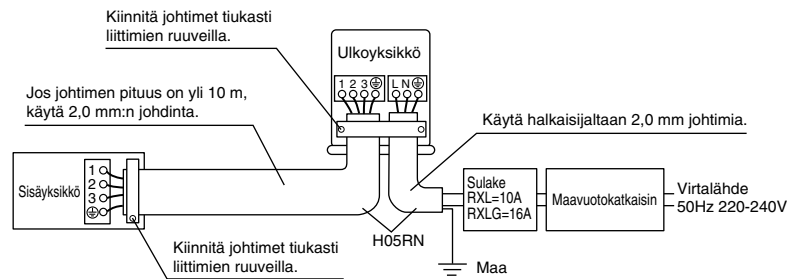 Kiinnitä johtimet tiukasti
liittimien ruuveilla.
Ulkoyksikkö
1 2 3
L N
Jos johtimen pituus on yli 10 m,
käytä 2,0 mm:n johdinta.
Käytä halkaisijaltaan 2,0 mm johtimia.
Sisäyksikkö
1
2
3
Sulake
RXL=10A
RXLG=16A
Maavuotokatkaisin
Virtalähde
50Hz 220-240V
H05RN
Kiinnitä johtimet tiukasti
liittimien ruuveilla.
Maa